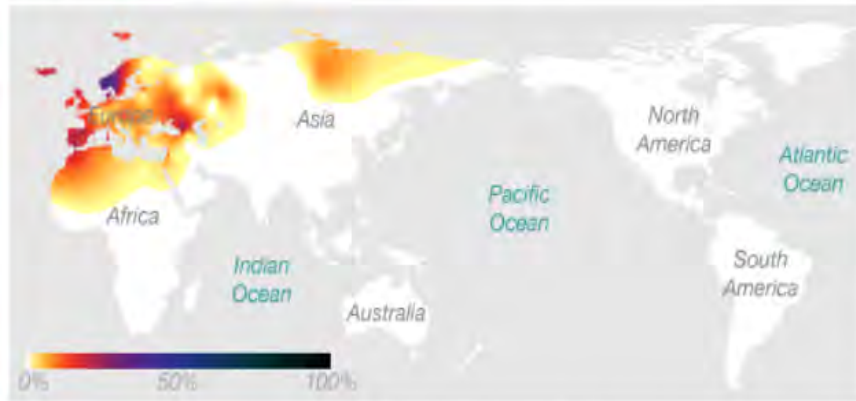 Europe
Asia
North
America
Atlantic
Ocean
Pacific
Ocean
Africa
Indian
Ocean
South
America
Australia
0%
50%
100%